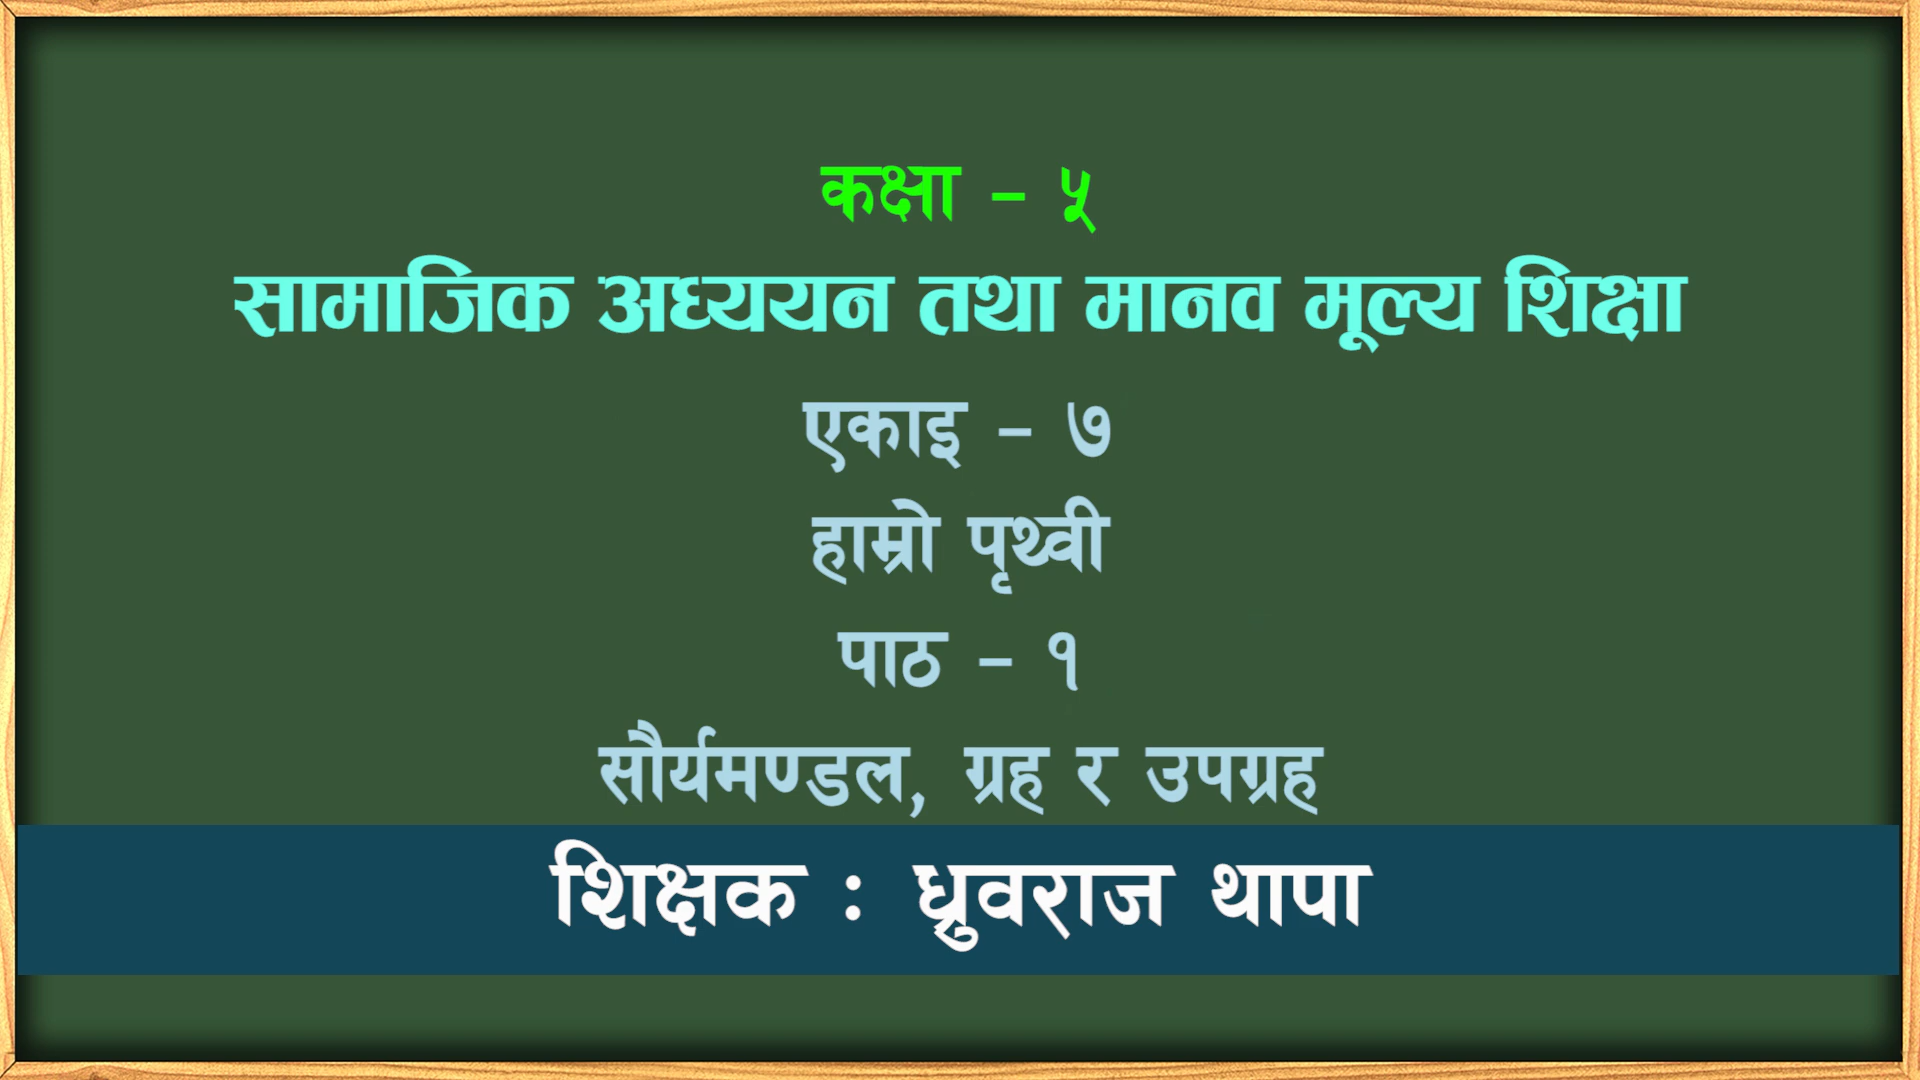 कक्षा – ५
सामाजिक अध्ययन तथा मानव मूल्य शिक्षा
एकाइ – ७
हाम्रो पृथ्वी
पाठ – १
सौर्यमण्डल, ग्रह र उपग्रह
शिक्षक : ध्रुवराज थापा